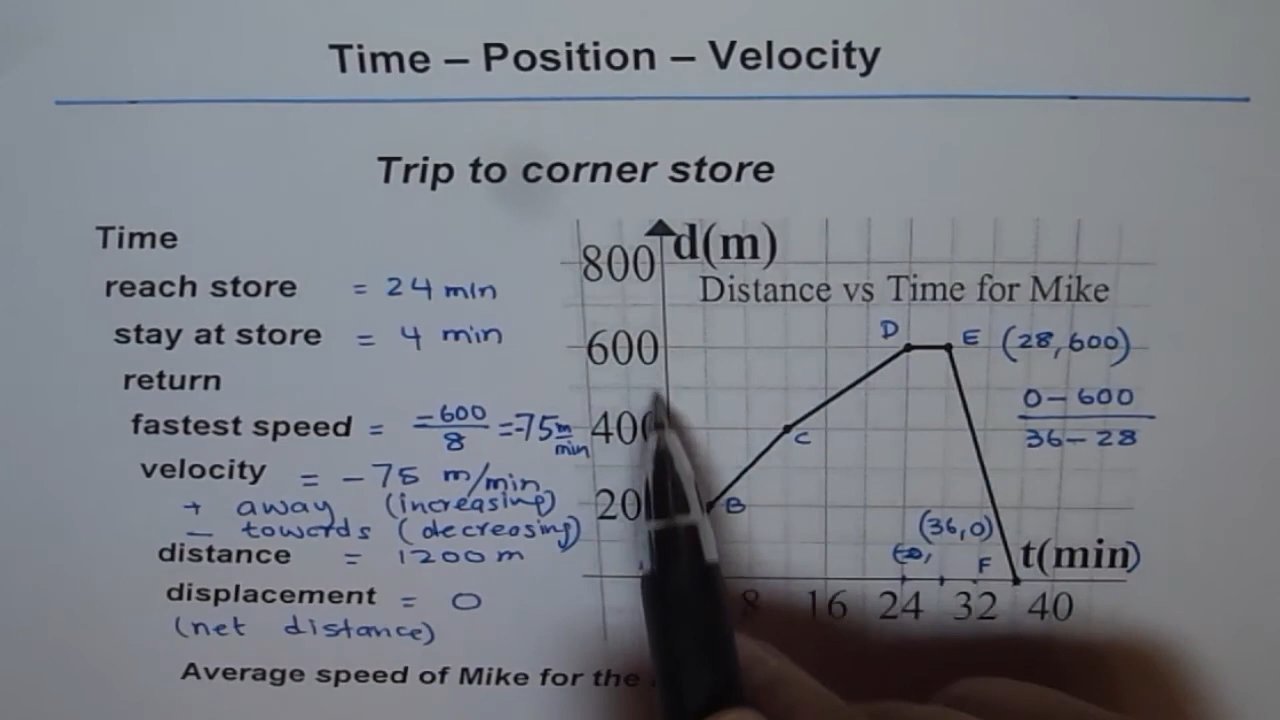 Time – Position – Velocity
Trip to corner store
Time
reach store = 24 min
stay at store = 4 min
return
fastest speed = -600/8 = -75 m/min
velocity = -75 m/min
+ away (increasing)
- towards (decreasing)
distance = 1200 m
displacement = 0
(net distance)
Average speed of Mike for the
d(m)
Distance vs Time for Mike
800
600
400
20
D
E (28,600)
0-600
36-28
C
B
(36,0)
F
t(min)
8 16 24 32 40